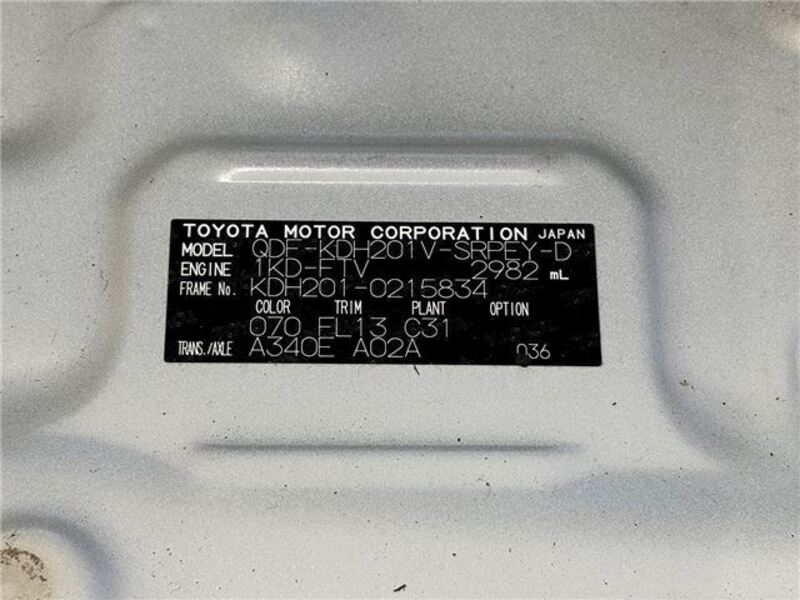 TOYOTA MOTOR CORPORATION JAPAN
MODEL QDF-KDH201V-SRPEY-D
ENGINE 1KD-FTV 2982 mL
FRAME No. KDH201-0215834
COLOR TRIM PLANT OPTION
070 FL13 C31
TRANS./AXLE A340E A02A 036